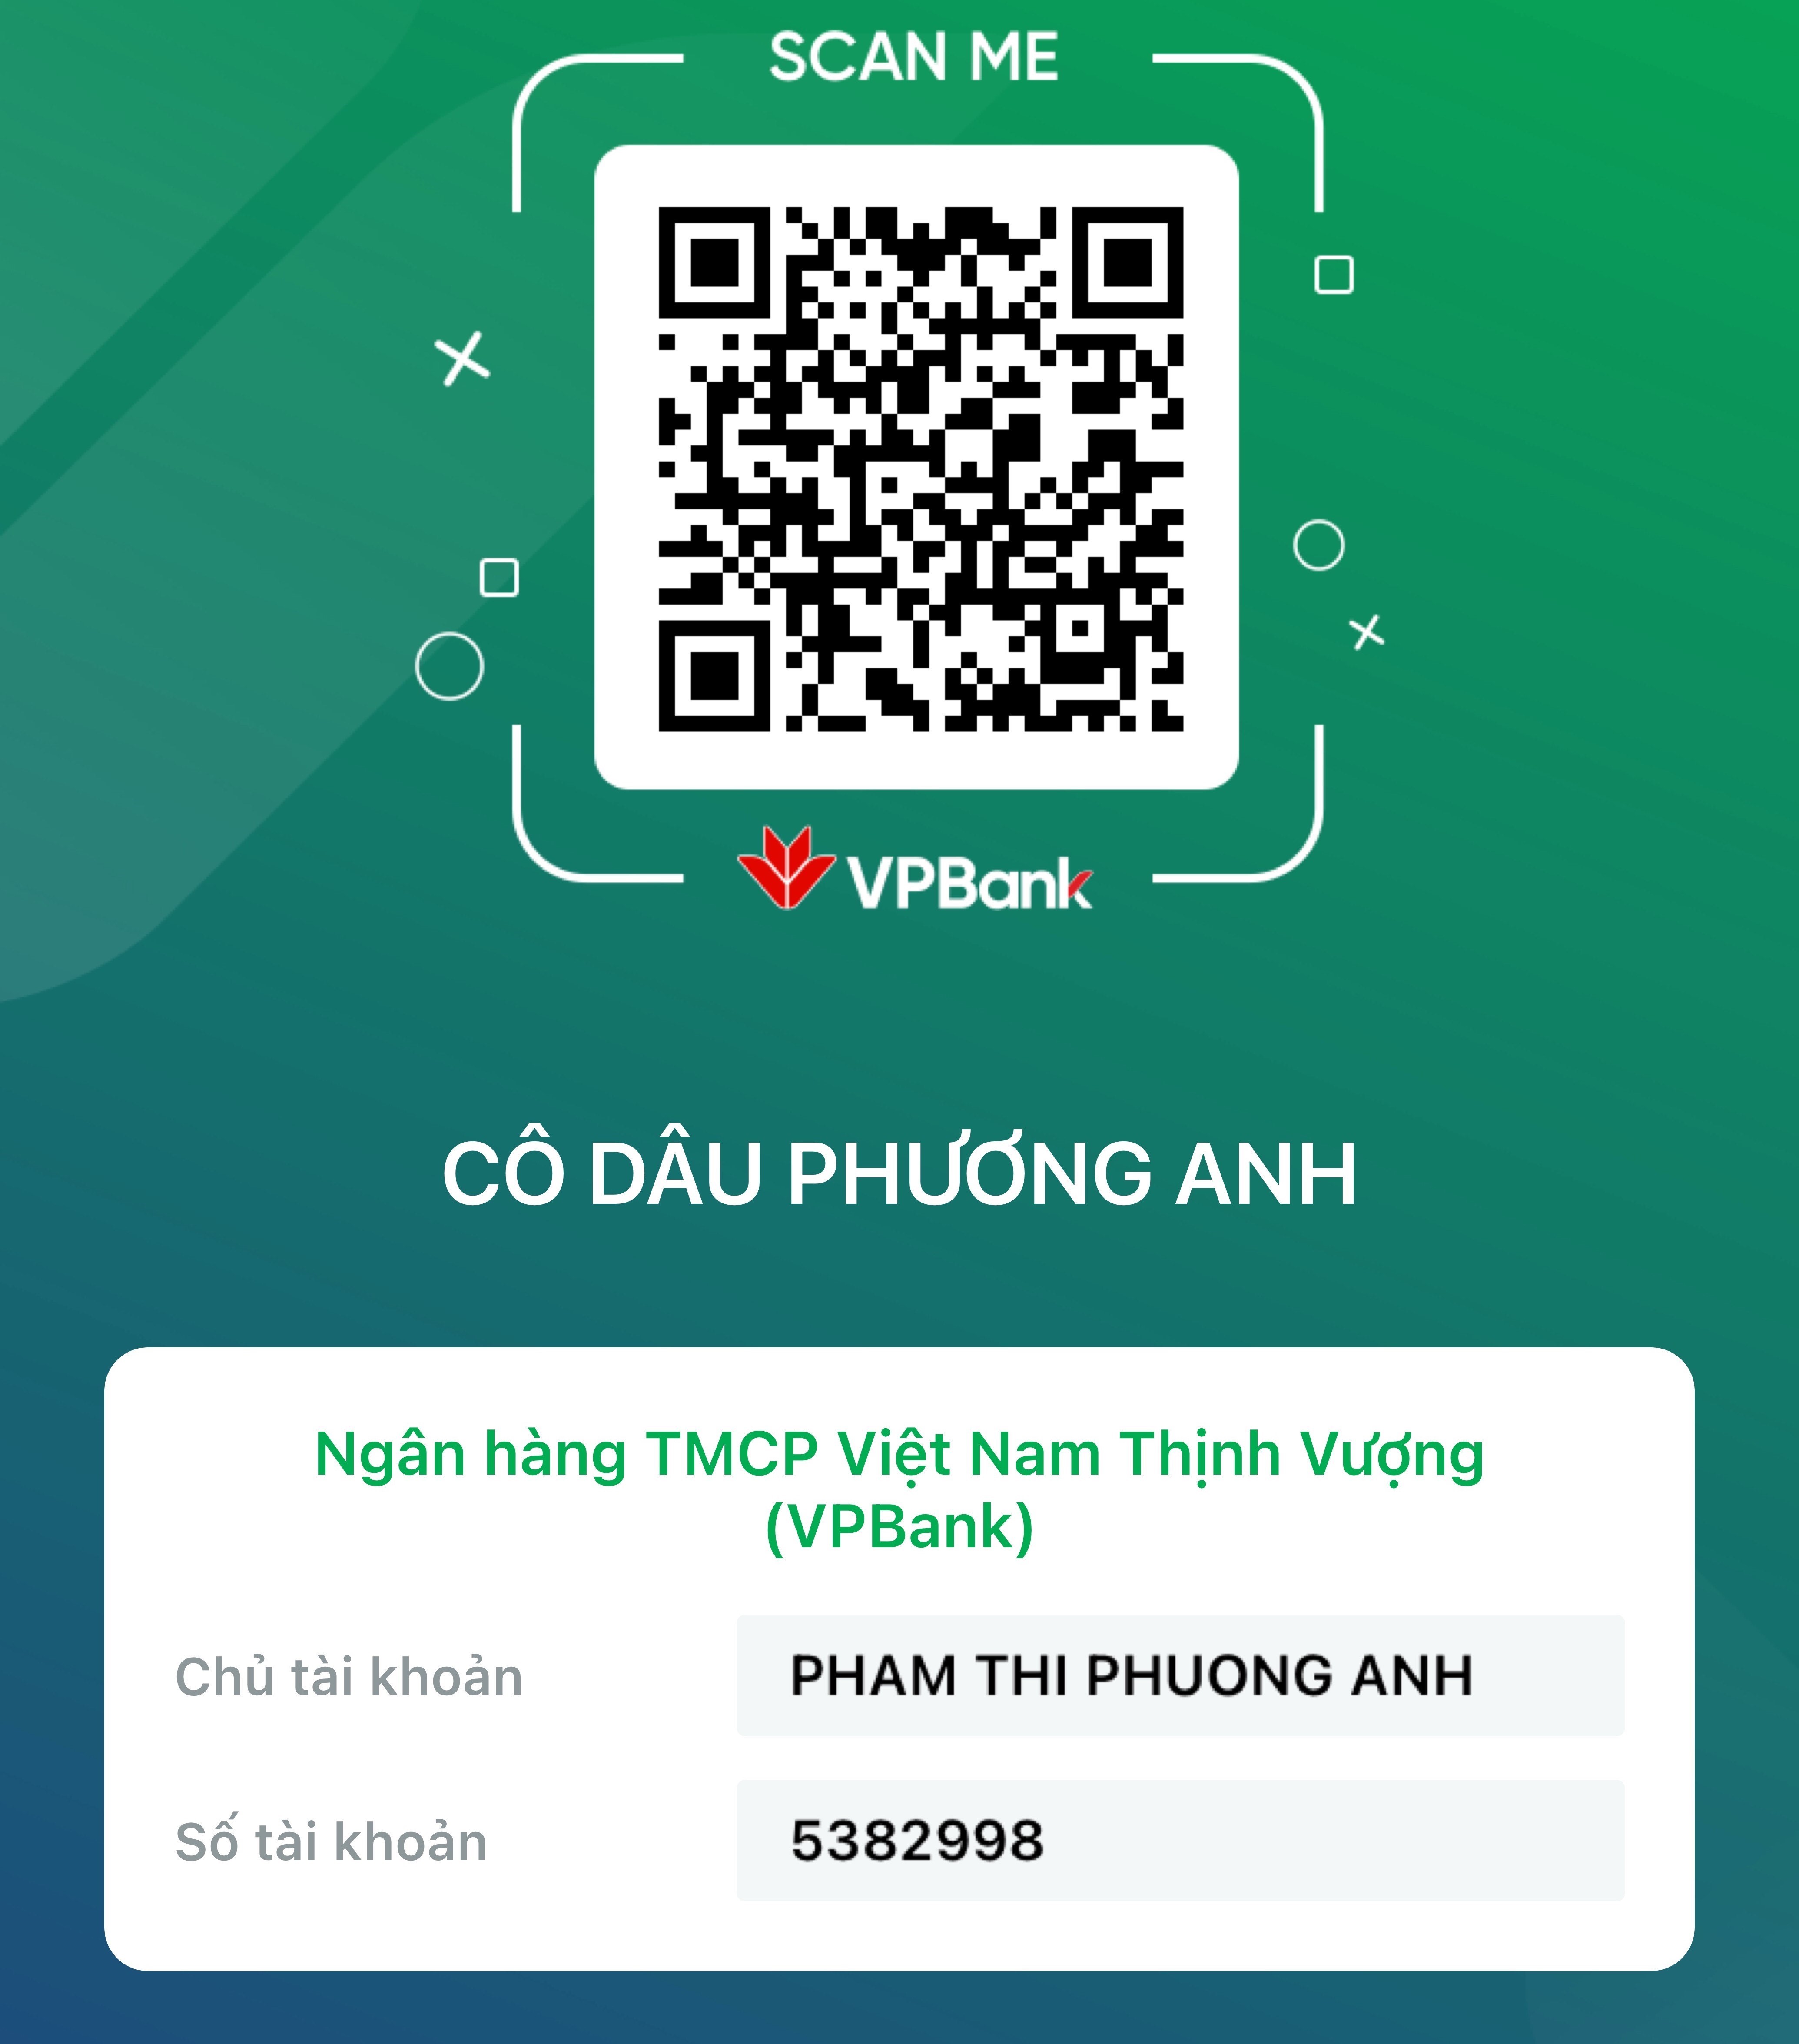 SCAN ME
VPBank
CÔ DÂU PHƯƠNG ANH
Ngân hàng TMCP Việt Nam Thịnh Vượng
(VPBank)
Chủ tài khoản
PHAM THI PHUONG ANH
Số tài khoản
5382998